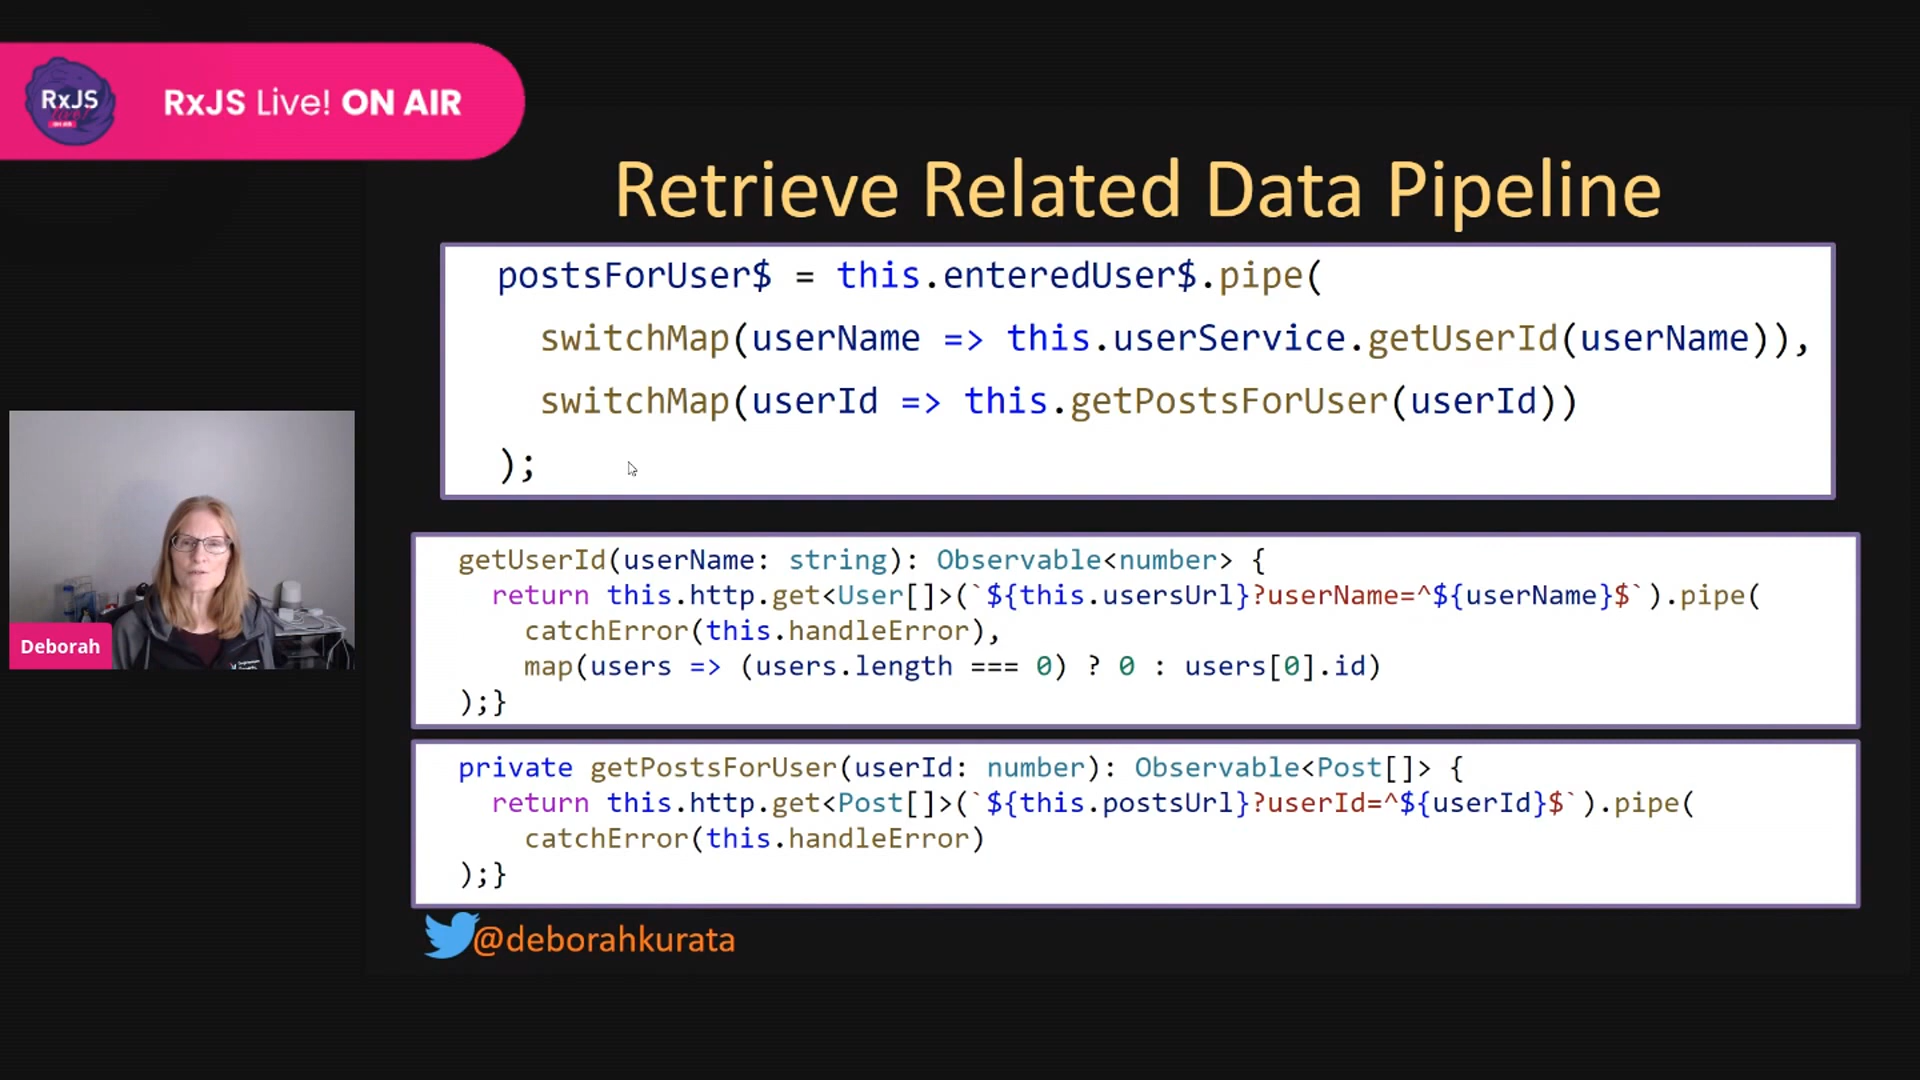 RxJS
RxJS Live! ON AIR
Retrieve Related Data Pipeline
postsForUser$ = this.enteredUser$.pipe(
switchMap(userName => this.userService.getUserId(userName)),
switchMap(userId => this.getPostsForUser(userId))
);
getUserId(userName: string): Observable<number> {
return this.http.get<User[]>(`${this.usersUrl}?userName=^${userName}$`).pipe(
catchError(this.handleError),
map(users => (users.length === 0) ? 0 : users[0].id)
);}
private getPostsForUser(userId: number): Observable<Post[]> {
return this.http.get<Post[]>(`${this.postsUrl}?userId=^${userId}$`).pipe(
catchError(this.handleError)
);}
Deborah
@deborahkurata